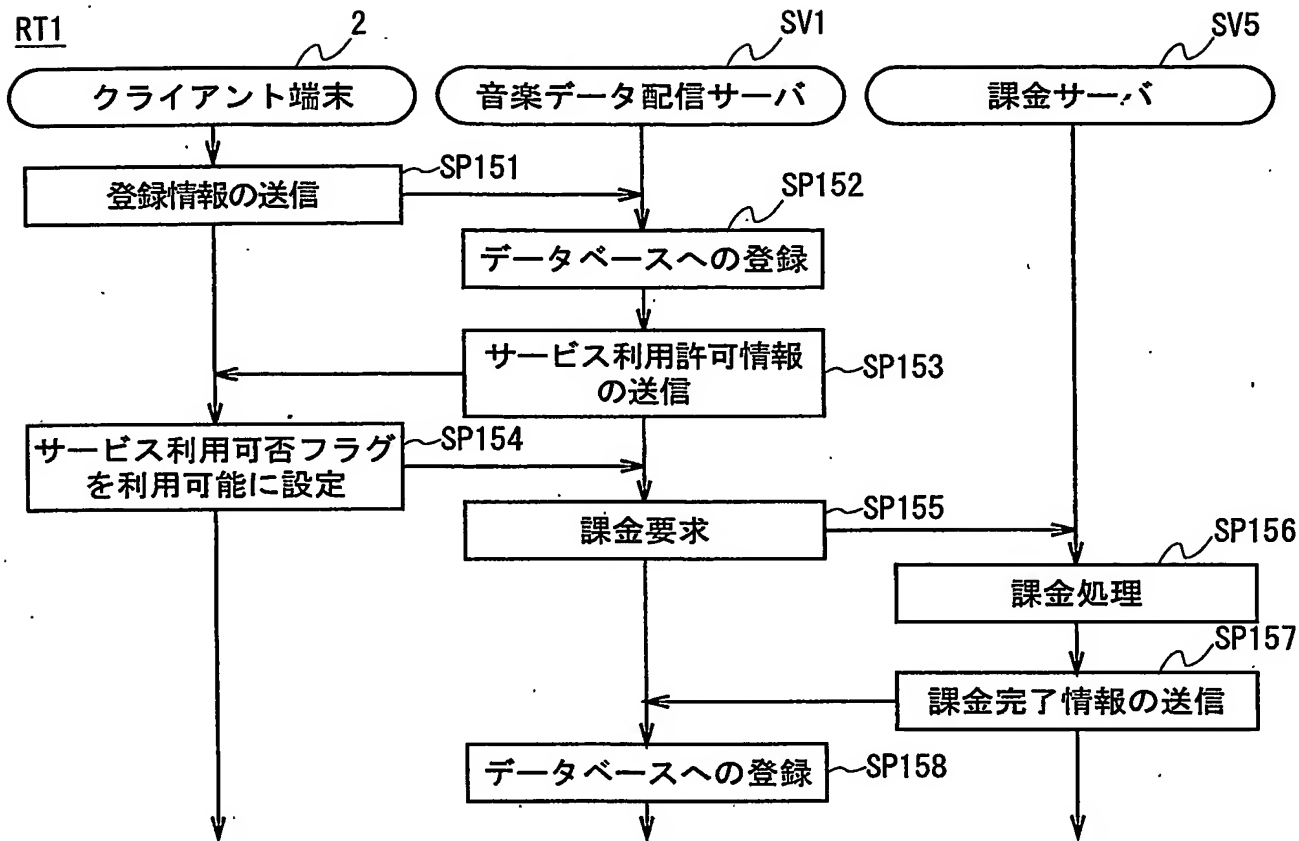 RT1
2
SV1
SV5
クライアント端末
音楽データ配信サーバ
課金サーバ
SP151
登録情報の送信
SP152
データベースへの登録
サービス利用許可情報
の送信
SP153
サービス利用可否フラグ
を利用可能に設定
SP154
課金要求
SP155
SP156
課金処理
SP157
課金完了情報の送信
データベースへの登録
SP158